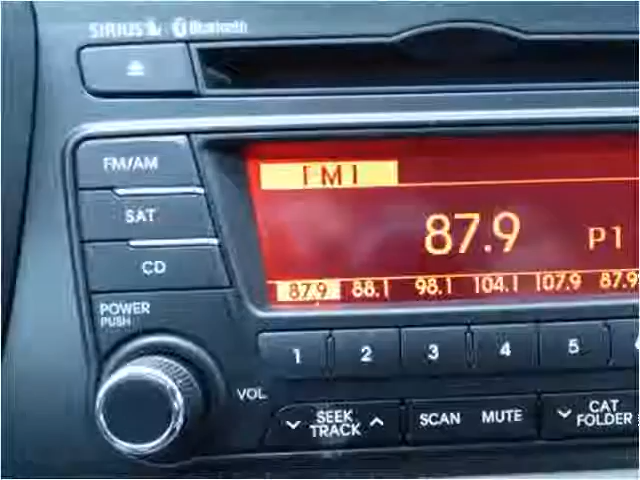 SIRIUS Bluetooth
FM/AM
SAT
CD
POWER
PUSH
VOL
FM1
87.9 P1
87.9 88.1 98.1 104.1 107.9 87.9
1 2 3 4 5
SEEK
TRACK
SCAN MUTE
CAT
FOLDER